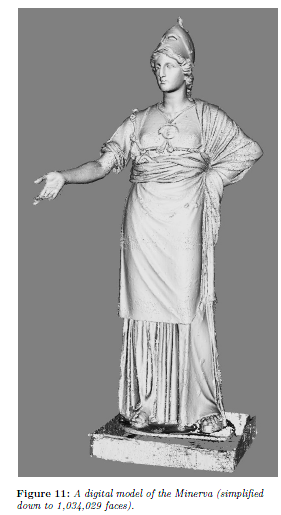 Figure 11: A digital model of the Minerva (simplified
down to 1,034,029 faces).